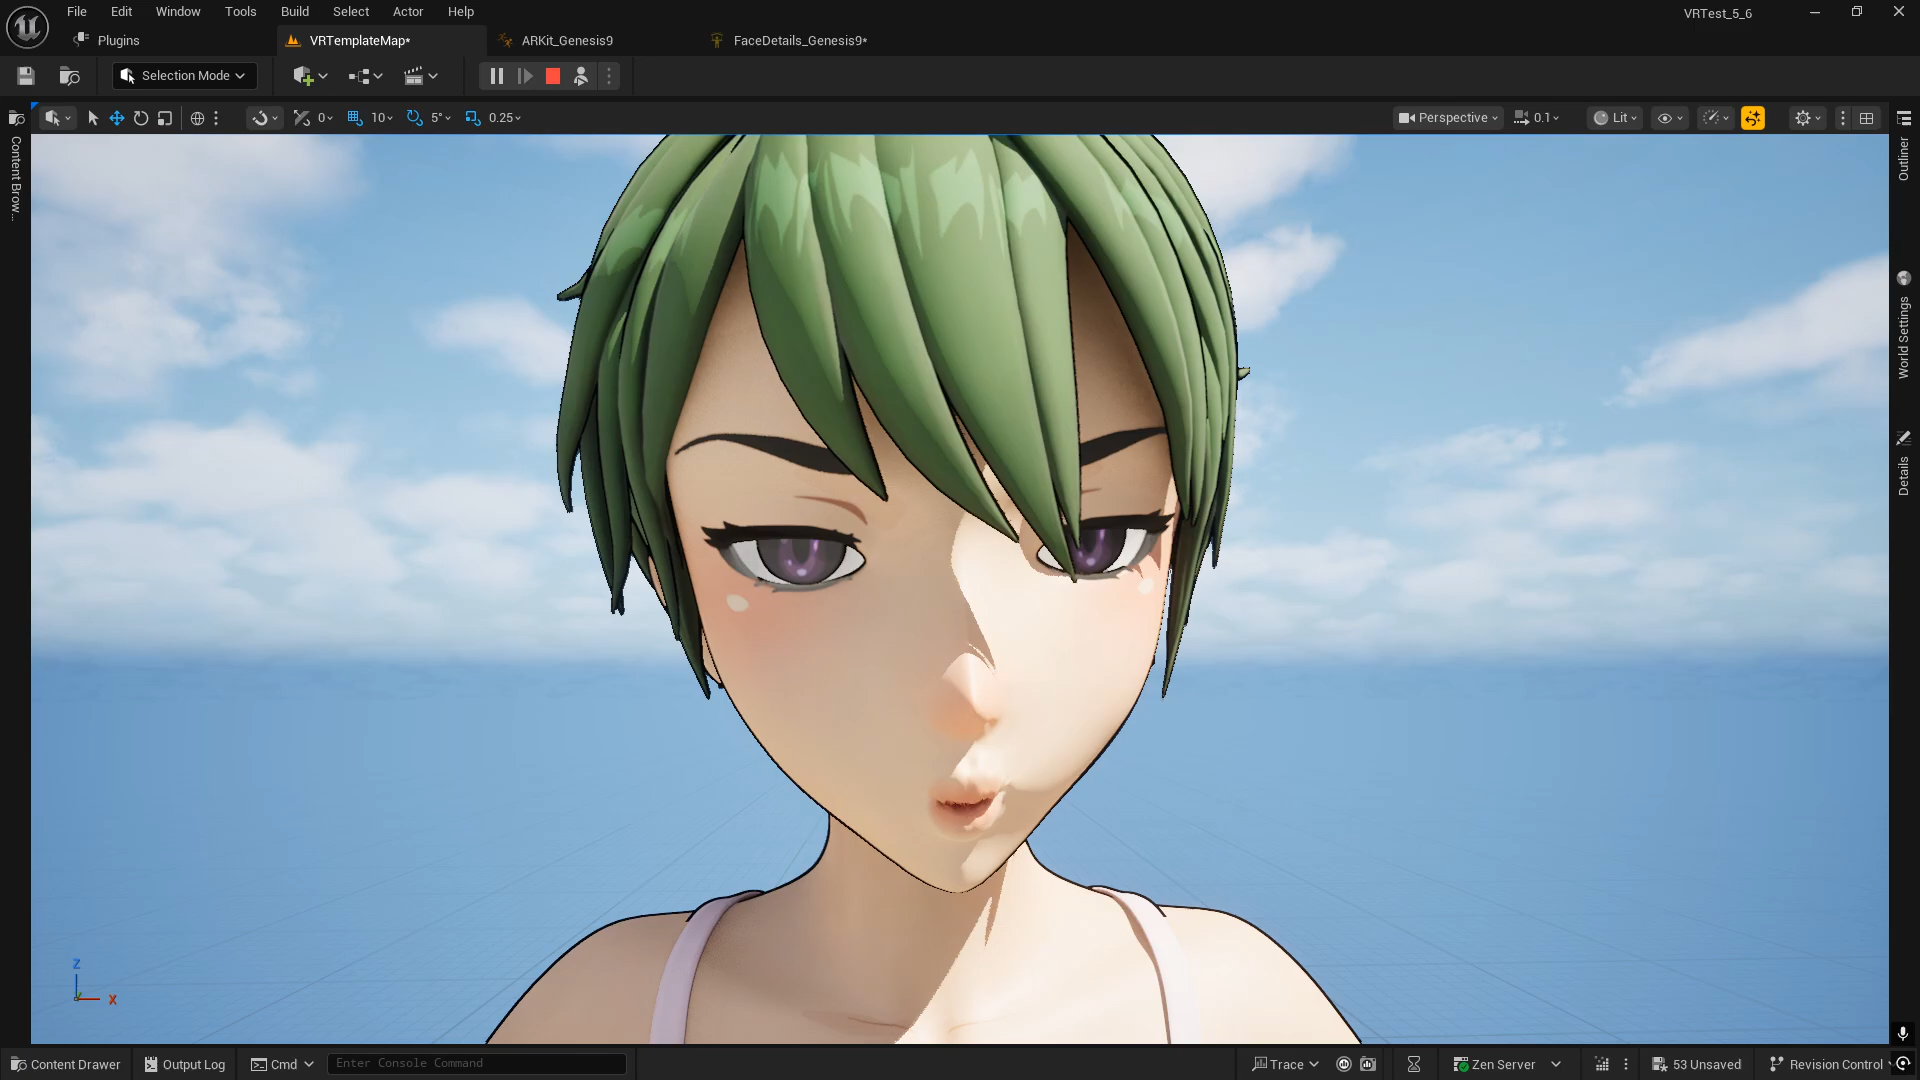 File Edit Window Tools Build Select Actor Help
VRTest_5_6
Plugins
VRTemplateMap*
ARKit_Genesis9
FaceDetails_Genesis9*
Selection Mode
0 10 5° 0.25
Perspective 0.1 Lit
Content Brow...
Outliner
World Settings
Details
Z
X
Content Drawer
Output Log
Cmd
Enter Console Command
Trace
Zen Server
53 Unsaved
Revision Control